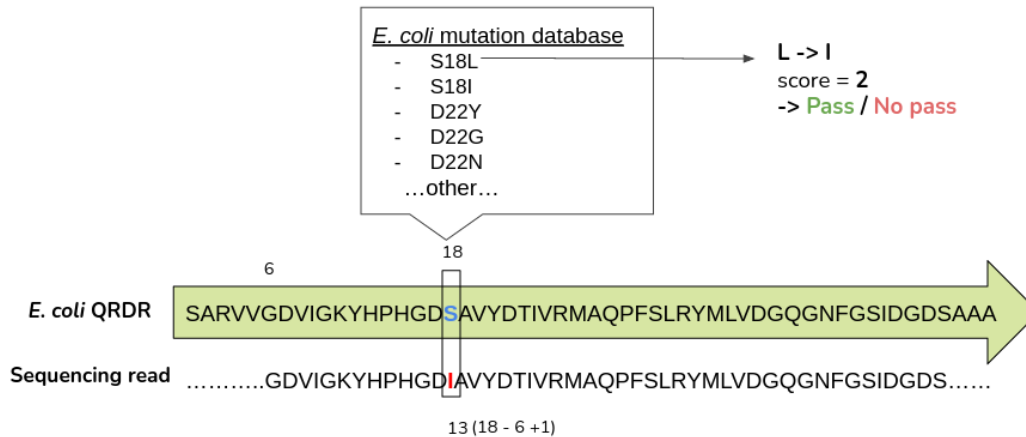 E. coli mutation database
- S18L
- S18I
- D22Y
- D22G
- D22N
…other…
L -> I
score = 2
-> Pass / No pass
18
6
E. coli QRDR
SARVVGDVIGKYHPHGDSAVYDTIVRMAQPFSLRYMLVDGQGNFGSIDGDSAAA
Sequencing read
………..GDVIGKYHPHGDIAVYDTIVRMAQPFSLRYMLVDGQGNFGSIDGDS……
13 (18 - 6 +1)